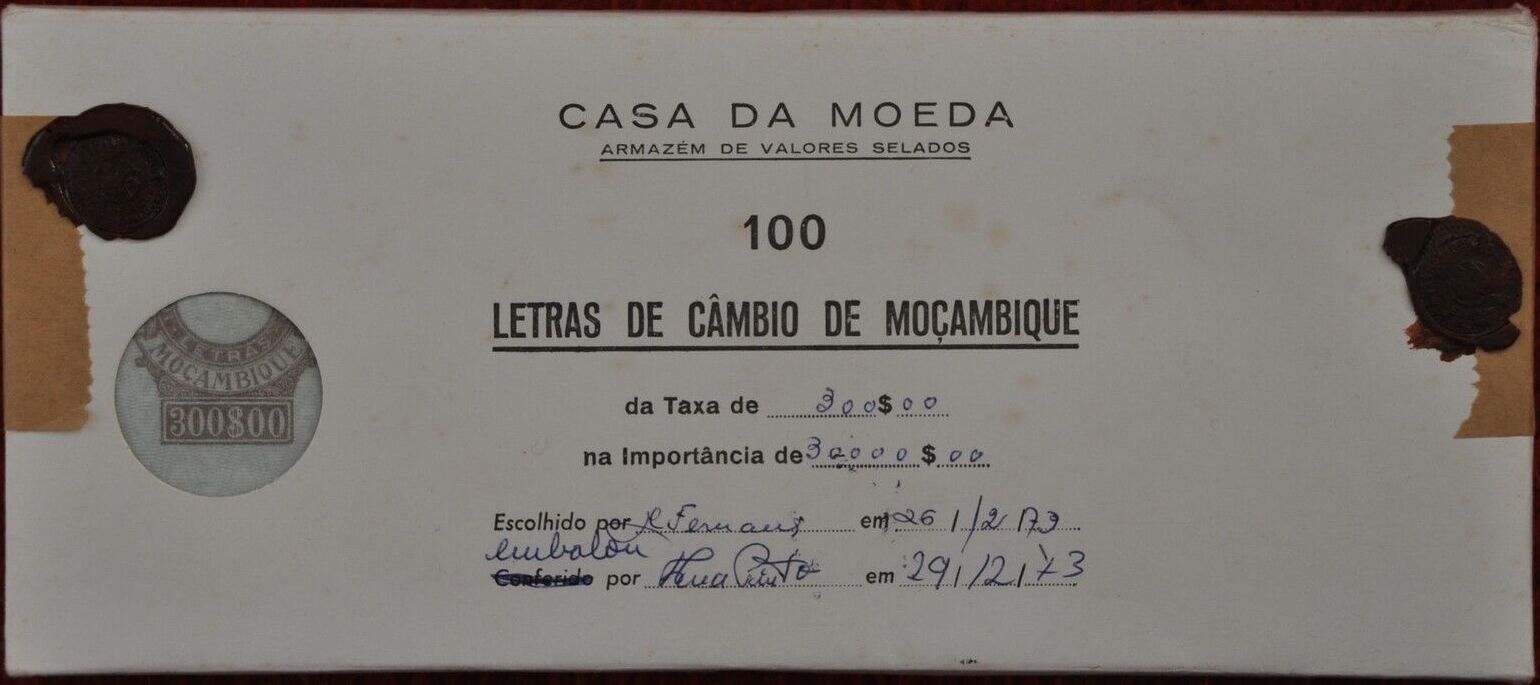 CASA DA MOEDA
ARMAZÉM DE VALORES SELADOS
100
LETRAS DE CÂMBIO DE MOÇAMBIQUE
LETRAS
MOÇAMBIQUE
300$00
da Taxa de 300$00
na Importância de 30000$00
Escolhido por em 26/12/73
embalou
Conferido por Pinto em 29/12/73